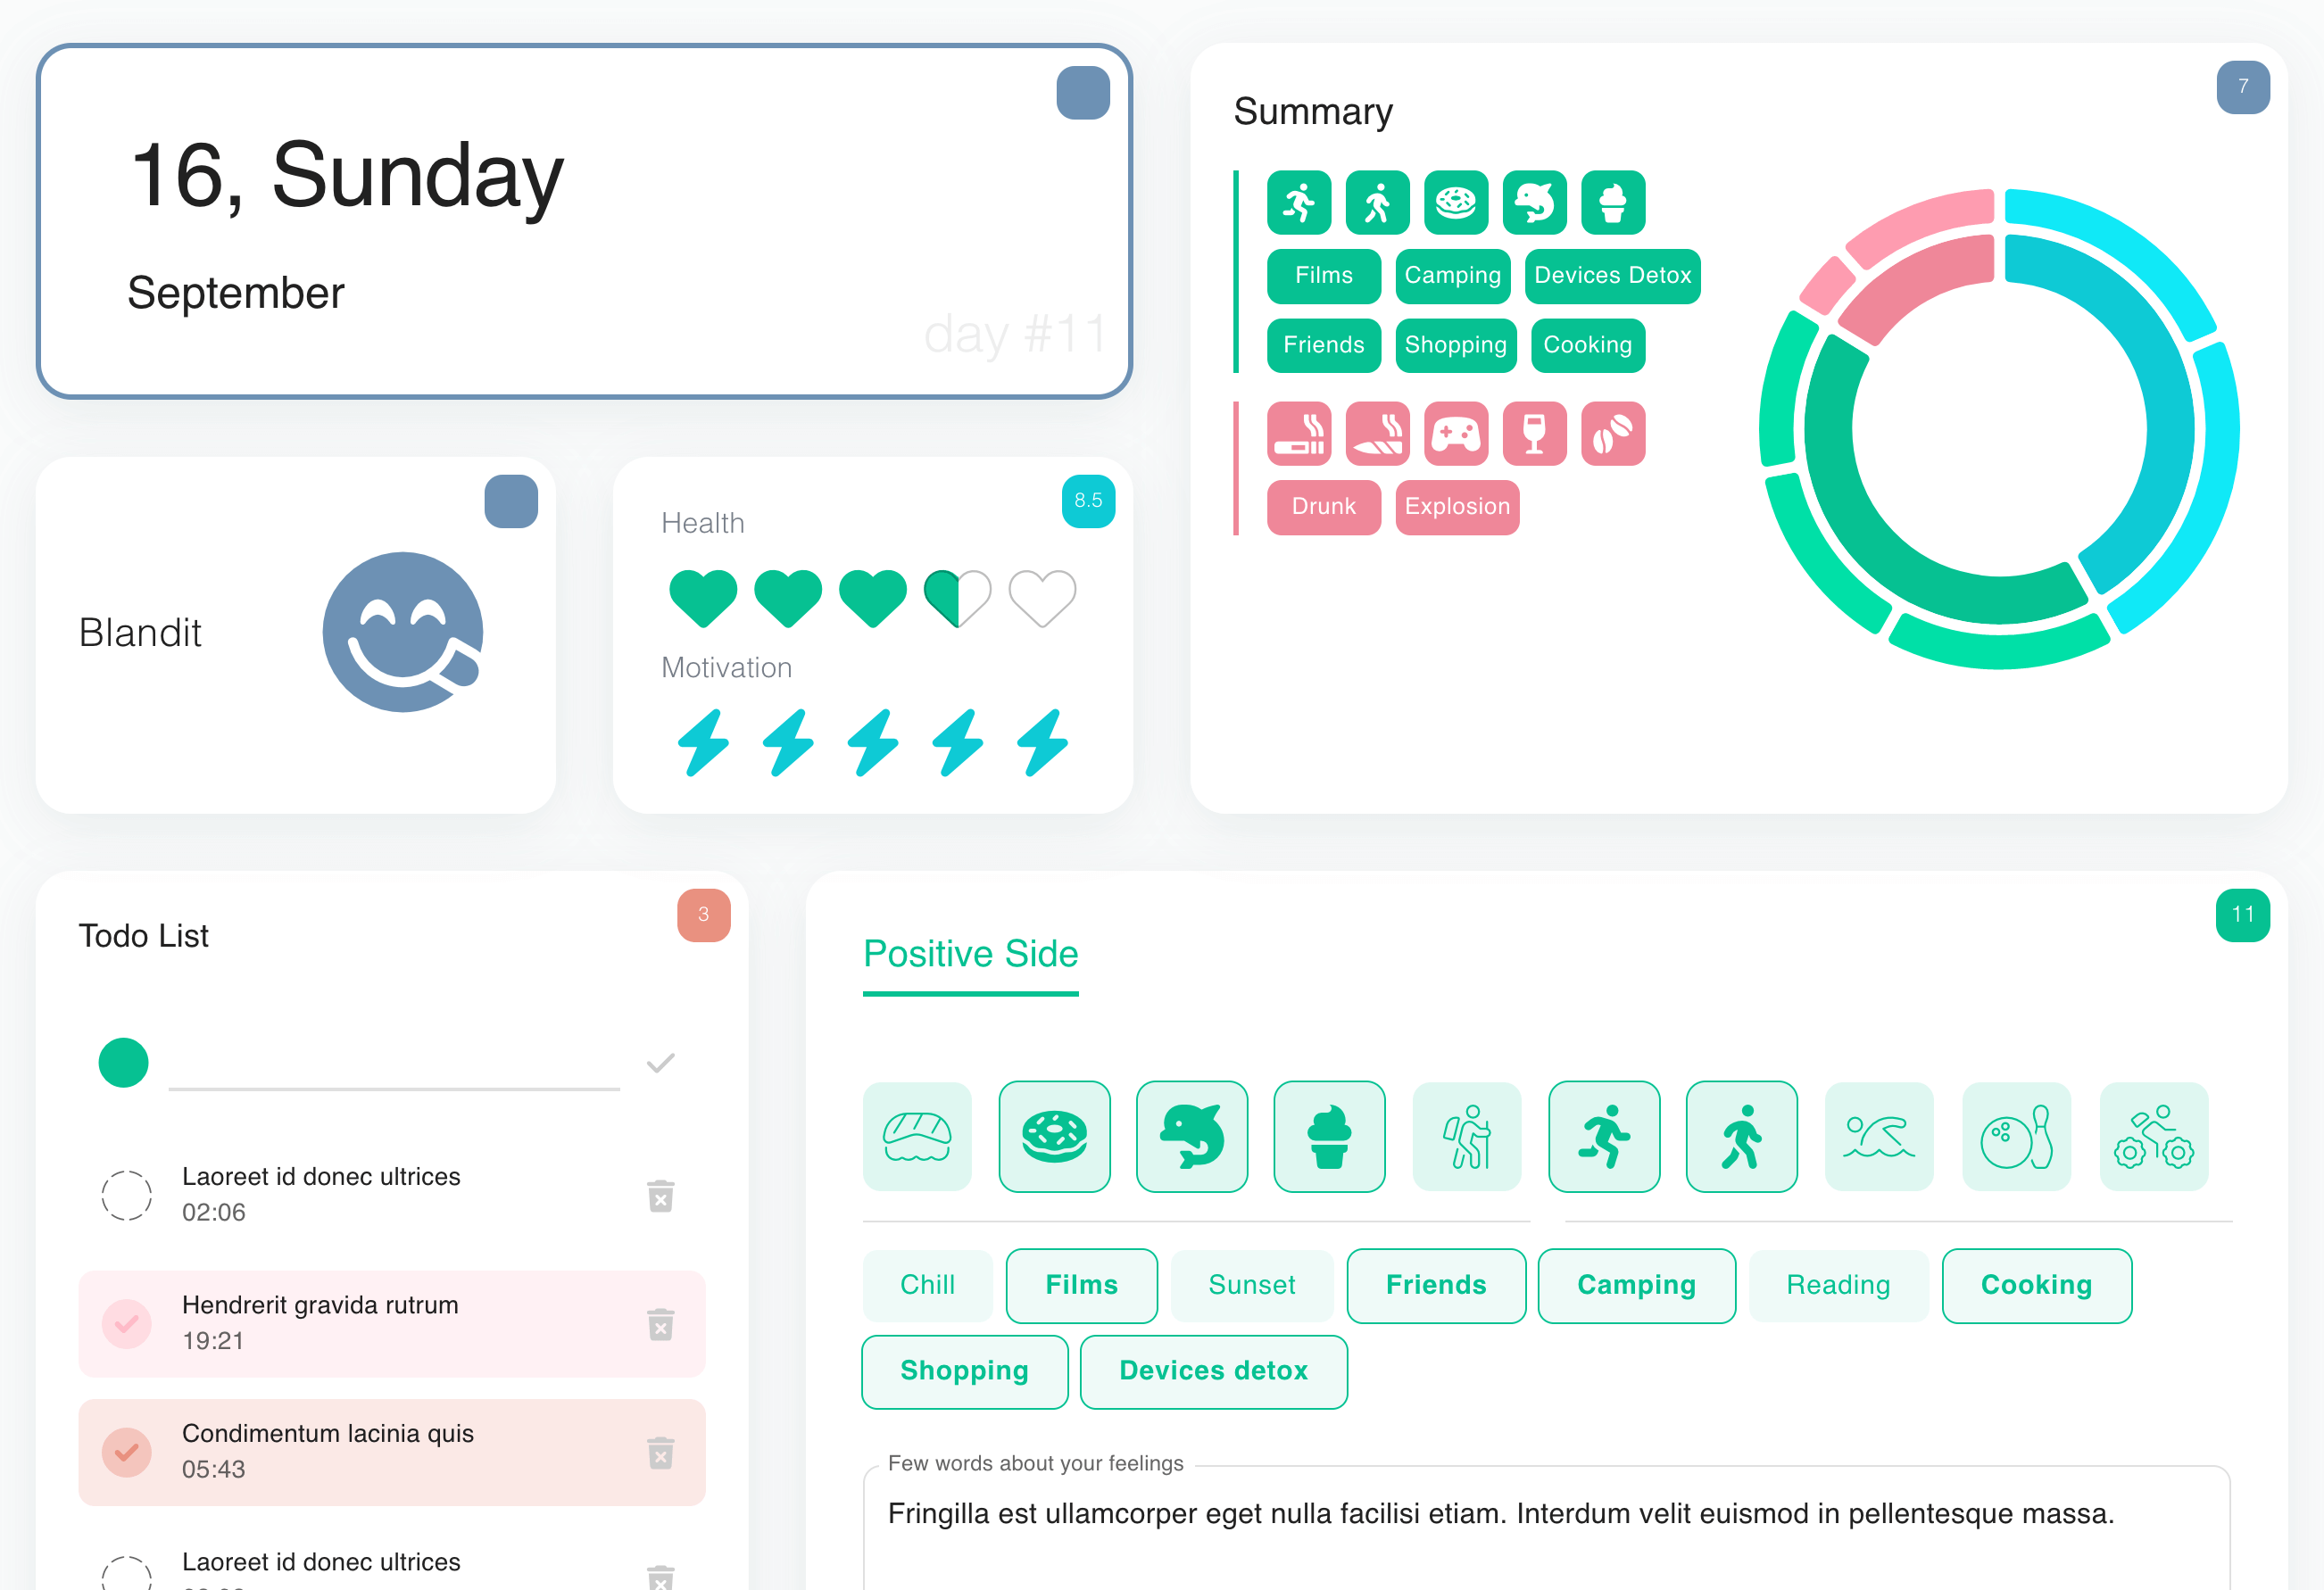 16, Sunday
September
day #11
Summary
7
Films Camping Devices Detox
Friends Shopping Cooking
Drunk Explosion
Blandit
Health
8.5
Motivation
Todo List
3
Laoreet id donec ultrices
02:06
Hendrerit gravida rutrum
19:21
Condimentum lacinia quis
05:43
Laoreet id donec ultrices
Positive Side
11
Chill Films Sunset Friends Camping Reading Cooking
Shopping Devices detox
Few words about your feelings
Fringilla est ullamcorper eget nulla facilisi etiam. Interdum velit euismod in pellentesque massa.